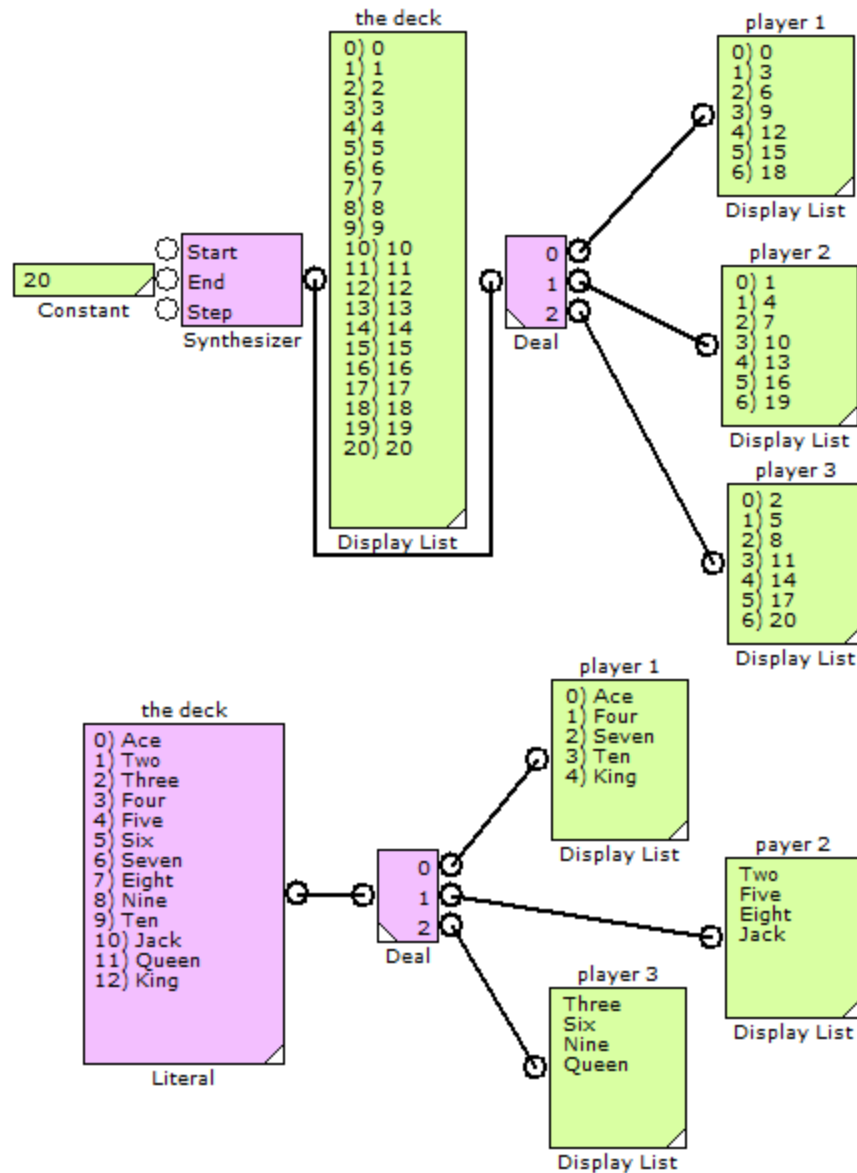 the deck
0) 0
1) 1
2) 2
3) 3
4) 4
5) 5
6) 6
7) 7
8) 8
9) 9
10) 10
11) 11
12) 12
13) 13
14) 14
15) 15
16) 16
17) 17
18) 18
19) 19
20) 20
Display List
20
Constant
Start
End
Step
Synthesizer
0
1
2
Deal
player 1
0) 0
1) 3
2) 6
3) 9
4) 12
5) 15
6) 18
Display List
player 2
0) 1
1) 4
2) 7
3) 10
4) 13
5) 16
6) 19
Display List
player 3
0) 2
1) 5
2) 8
3) 11
4) 14
5) 17
6) 20
Display List
the deck
0) Ace
1) Two
2) Three
3) Four
4) Five
5) Six
6) Seven
7) Eight
8) Nine
9) Ten
10) Jack
11) Queen
12) King
Literal
0
1
2
Deal
player 1
0) Ace
1) Four
2) Seven
3) Ten
4) King
Display List
payer 2
Two
Five
Eight
Jack
Display List
player 3
Three
Six
Nine
Queen
Display List